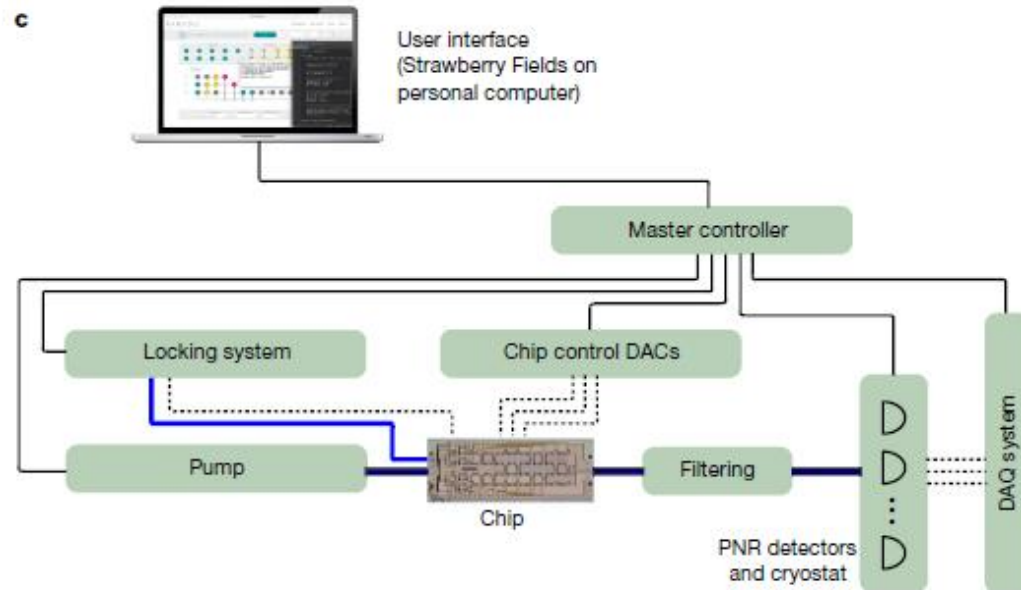 c
User interface
(Strawberry Fields on
personal computer)
Master controller
Locking system
Chip control DACs
Pump
Filtering
Chip
PNR detectors
and cryostat
DAQ system